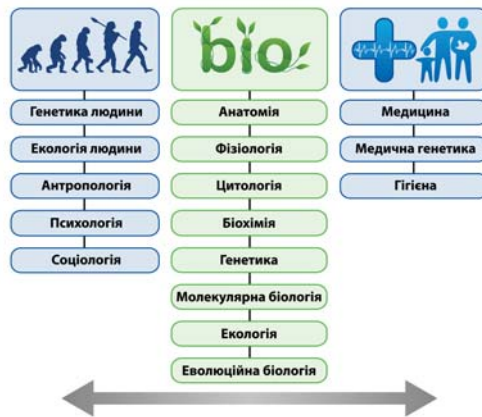 bio
Генетика людини
Екологія людини
Антропологія
Психологія
Соціологія
Анатомія
Фізіологія
Цитологія
Біохімія
Генетика
Молекулярна біологія
Екологія
Еволюційна біологія
Медицина
Медична генетика
Гігієна